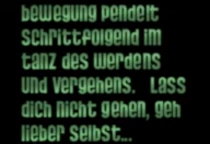 bewegung pendelt
schrittfolgend im
tanz des werdens
und vergehens. lass
dich nicht gehen, geh
lieber selbst...